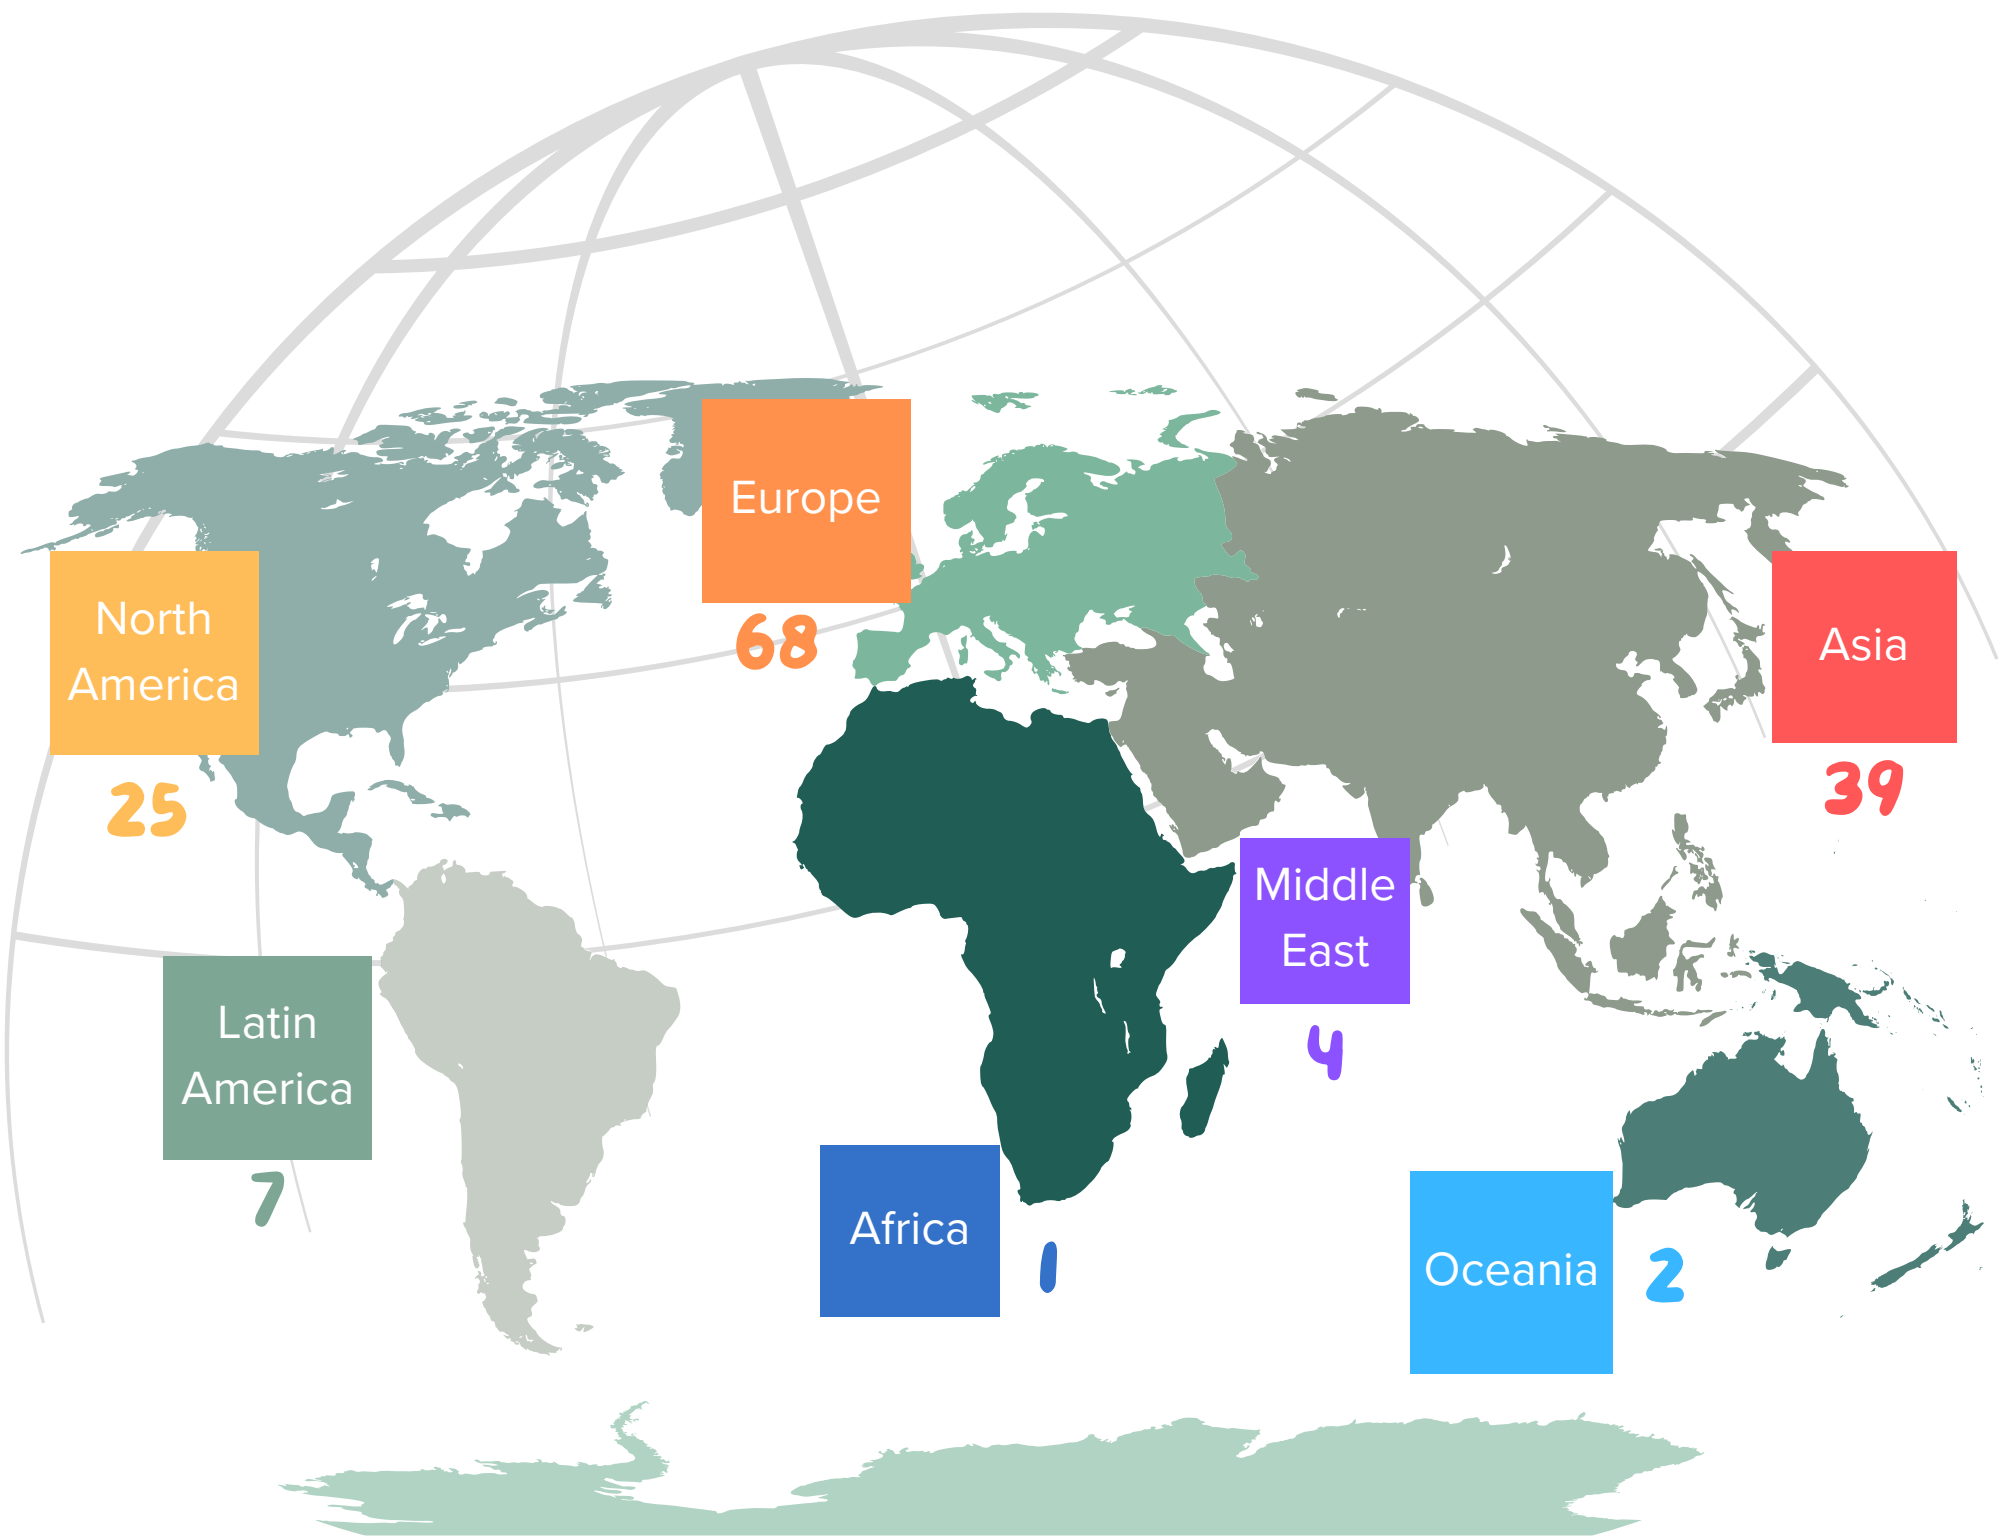 Europe
68
North
America
25
Asia
39
Middle
East
4
Latin
America
7
Africa
1
Oceania
2